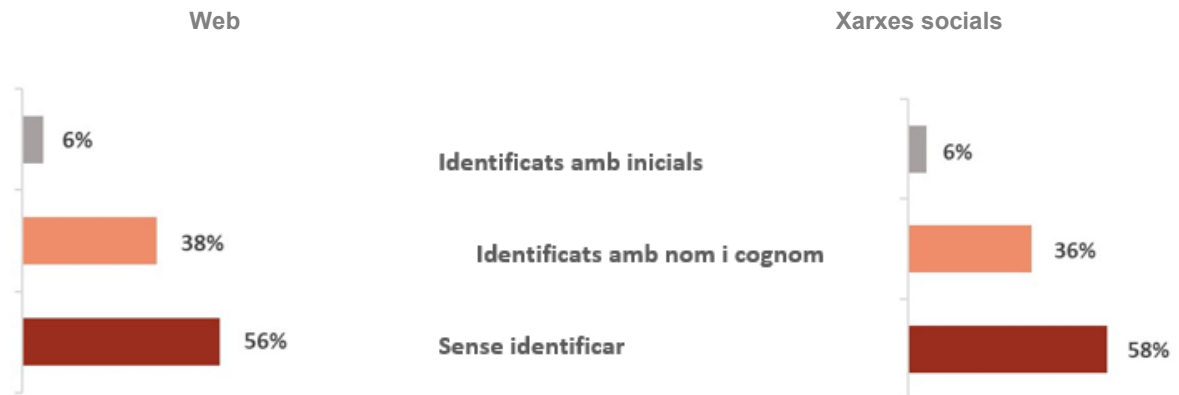 Web
Xarxes socials
6%
Identificats amb inicials
6%
38%
Identificats amb nom i cognom
36%
56%
Sense identificar
58%